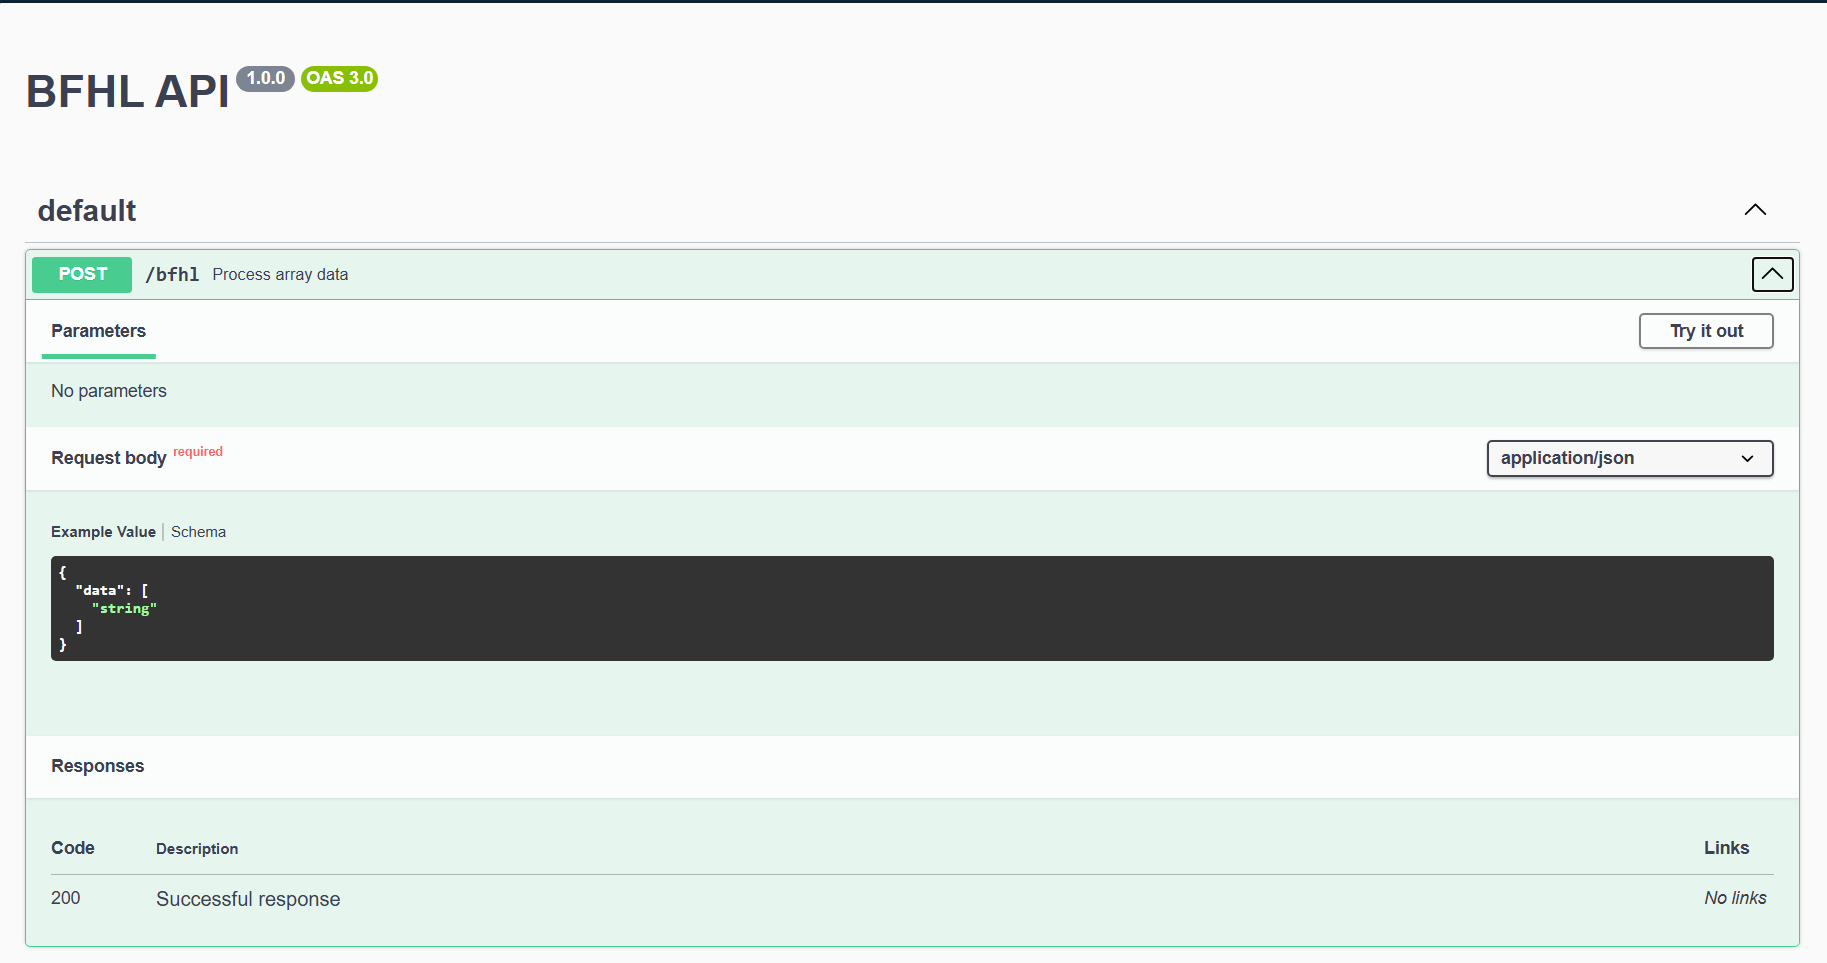 BFHL API 1.0.0 OAS 3.0
default
POST /bfhl Process array data
Parameters Try it out
No parameters
Request body required application/json
Example Value | Schema
{
  "data": [
    "string"
  ]
}
Responses
Code Description Links
200 Successful response No links